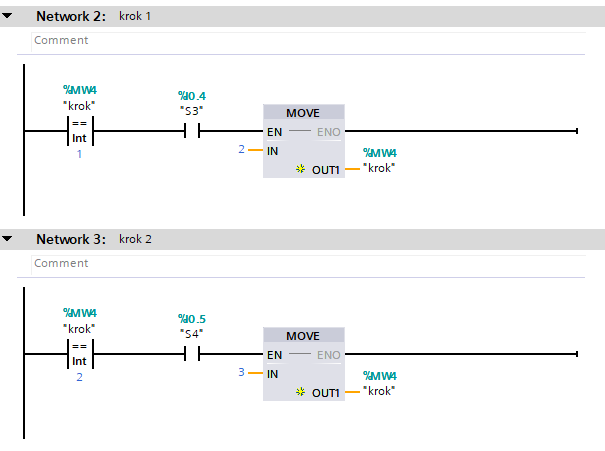 Network 2: krok 1
Comment
%MW4
"krok"
==
Int
1
%I0.4
"S3"
MOVE
EN ENO
2 IN
OUT1
%MW4
"krok"
Network 3: krok 2
Comment
%MW4
"krok"
==
Int
2
%I0.5
"S4"
MOVE
EN ENO
3 IN
OUT1
%MW4
"krok"